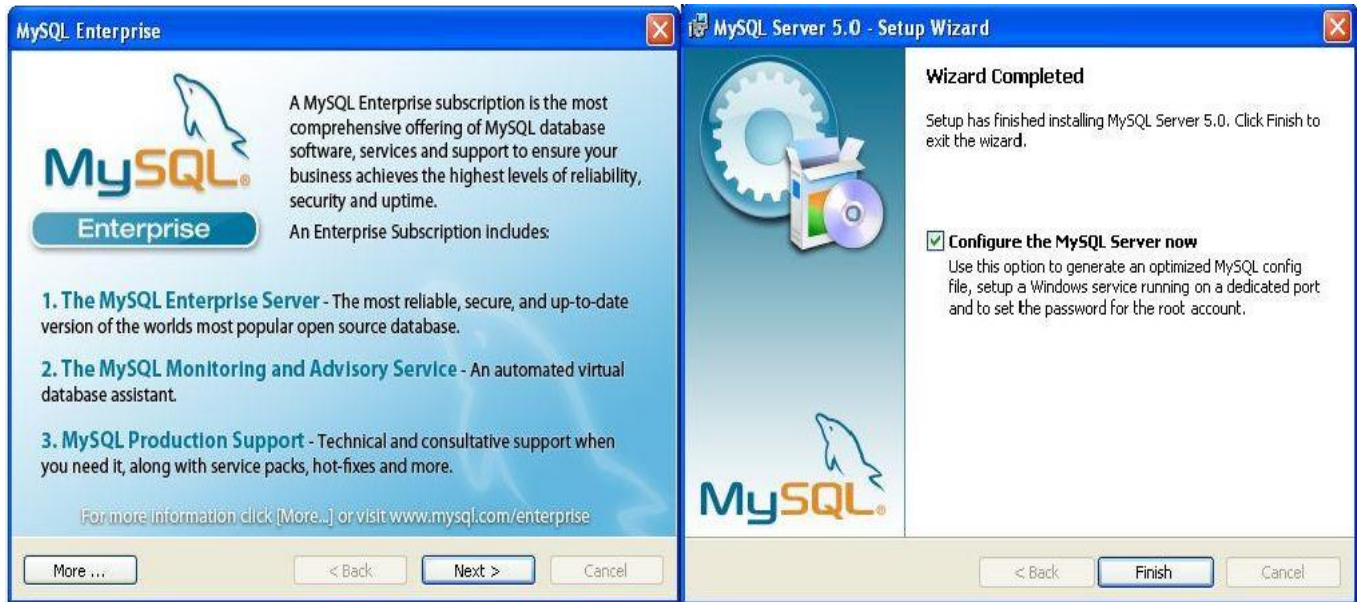 MySQL Enterprise
MySQL®
Enterprise
A MySQL Enterprise subscription is the most
comprehensive offering of MySQL database
software, services and support to ensure your
business achieves the highest levels of reliability,
security and uptime.
An Enterprise Subscription includes:
1. The MySQL Enterprise Server - The most reliable, secure, and up-to-date
version of the worlds most popular open source database.
2. The MySQL Monitoring and Advisory Service - An automated virtual
database assistant.
3. MySQL Production Support - Technical and consultative support when
you need it, along with service packs, hot-fixes and more.
For more information click [More...] or visit www.mysql.com/enterprise
More ...
< Back
Next >
Cancel
MySQL Server 5.0 - Setup Wizard
Wizard Completed
Setup has finished installing MySQL Server 5.0. Click Finish to
exit the wizard.
Configure the MySQL Server now
Use this option to generate an optimized MySQL config
file, setup a Windows service running on a dedicated port
and to set the password for the root account.
MySQL®
< Back
Finish
Cancel